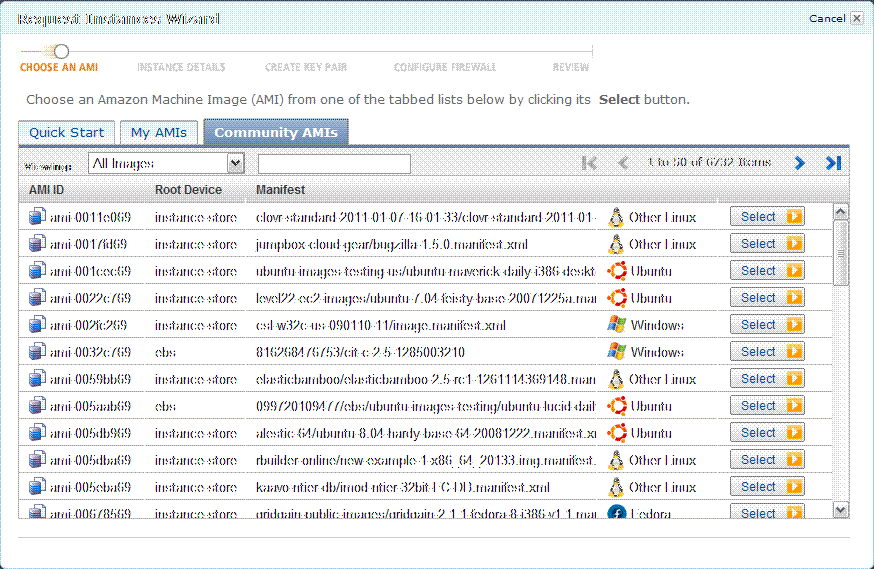 Request Instances Wizard Cancel
CHOOSE AN AMI INSTANCE DETAILS CREATE KEY PAIR CONFIGURE FIREWALL REVIEW
Choose an Amazon Machine Image (AMI) from one of the tabbed lists below by clicking its Select button.
Quick Start My AMIs Community AMIs
Viewing: All Images 1 to 50 of 6732 Items
AMI ID Root Device Manifest
ami-0011e069 instance-store clovr-standard-2011-01-07-16-01-33/clovr-standard-2011-01- Other Linux Select
ami-0017fd69 instance-store jumpbox-cloud-gear/bugzilla-1.5.0.manifest.xml Other Linux Select
ami-001cec69 instance-store ubuntu-images-testing-us/ubuntu-maverick-daily-i386-deskt Ubuntu Select
ami-0022c769 instance-store level22-ec2-images/ubuntu-7.04-feisty-base-20071225a.man Ubuntu Select
ami-002fc269 instance-store csl-w32c-us-090110-11/image.manifest.xml Windows Select
ami-0032c769 ebs 816268476753/cit-c-2-5-1285003210 Windows Select
ami-0059bb69 instance-store elasticbamboo/elasticbamboo-2.5-rc1-1261114369148.man Other Linux Select
ami-005aab69 ebs 099720109477/ebs/ubuntu-images-testing/ubuntu-lucid-dail Ubuntu Select
ami-005db969 instance-store alestic-64/ubuntu-8.04-hardy-base-64-20081222.manifest.x Ubuntu Select
ami-005dba69 instance-store rbuilder-online/new-example-1-x86_64_20133.img.manifest. Other Linux Select
ami-005eba69 instance-store kaavo-ntier-db/imod-ntier-32bit-FC-DB.manifest.xml Other Linux Select
ami-00678569 instance-store gridgain-public-images/gridgain-2.1.1-fedora-8-i386-v1.1.man Fedora Select